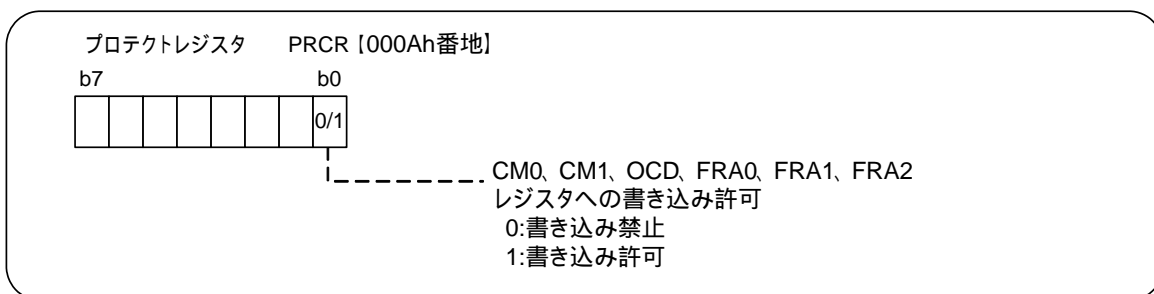 プロテクトレジスタ PRCR【000Ah番地】
b7 b0
0/1
CM0、CM1、OCD、FRA0、FRA1、FRA2
レジスタへの書き込み許可
0:書き込み禁止
1:書き込み許可